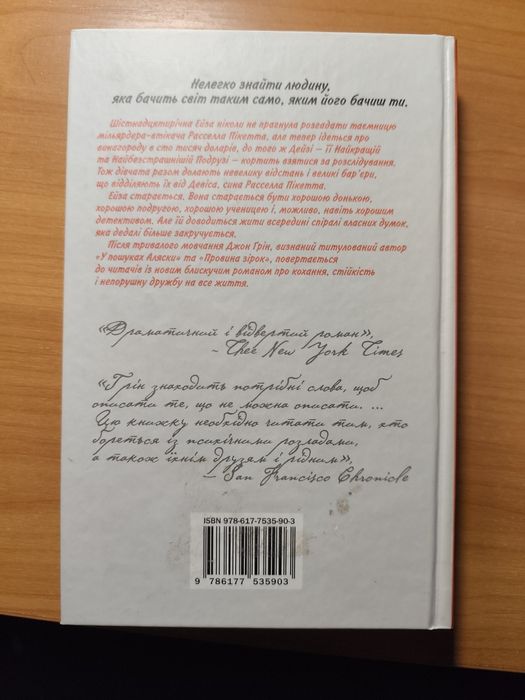 Нелегко знайти людину,
яка бачить світ таким само, яким його бачиш ти.
Шістнадцятирічна Ейза ніколи не прагнула розгадати таємницю
мільярдера-втікача Расселла Пікетта, але тепер ідеться про
винагороду в сто тисяч доларів, до того ж Дейзі – її Найкращій
та Найбезстрашнішій Подрузі – кортить взятися за розслідування.
Тож дівчата разом долають невелику відстань і великі бар'єри,
що відділяють їх від Девіса, сина Расселла Пікетта.
Ейза старається. Вона старається бути хорошою донькою,
хорошою подругою, хорошою ученицею і, можливо, навіть хорошим
детективом. Але їй доводиться жити всередині спіралі власних думок,
яка дедалі більше закручується.
Після тривалого мовчання Джон Ґрін, визнаний титулований автор
«У пошуках Аляски» та «Провина зірок», повертається
до читачів із новим блискучим романом про кохання, стійкість
і непорушну дружбу на все життя.
«Драматичний і відвертий роман»,
– Thee New York Times
«Ґрін знаходить потрібні слова, щоб
описати те, що не можна описати. ...
Цю книжку необхідно читати тим, хто
бореться із психічними розладами,
а також їхнім друзям і рідним»,
– San Francisco Chronicle
ISBN 978-617-7535-90-3
9 786177 535903